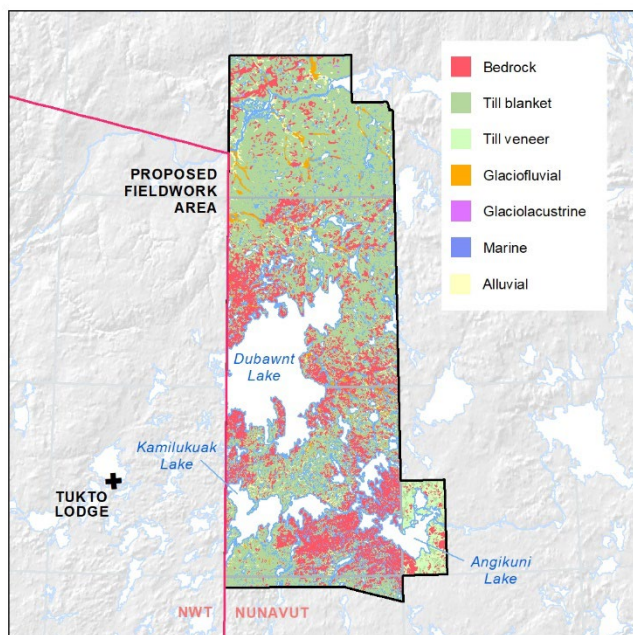 Bedrock
Till blanket
Till veneer
Glaciofluvial
Glaciolacustrine
Marine
Alluvial
PROPOSED
FIELDWORK
AREA
Dubawnt
Lake
Kamilukuak
Lake
TUKTO
LODGE
Angikuni
Lake
NWT
NUNAVUT